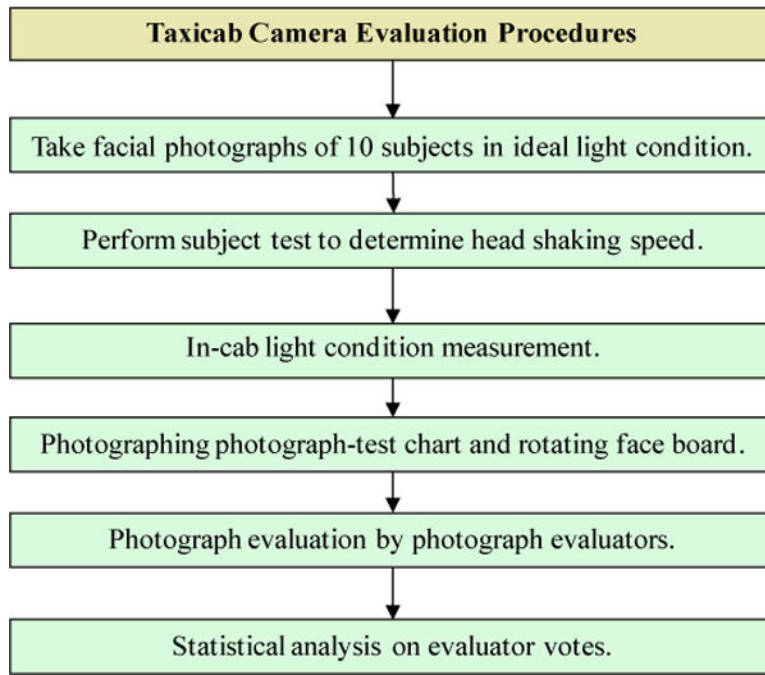 Taxicab Camera Evaluation Procedures
Take facial photographs of 10 subjects in ideal light condition.
Perform subject test to determine head shaking speed.
In-cab light condition measurement.
Photographing photograph-test chart and rotating face board.
Photograph evaluation by photograph evaluators.
Statistical analysis on evaluator votes.